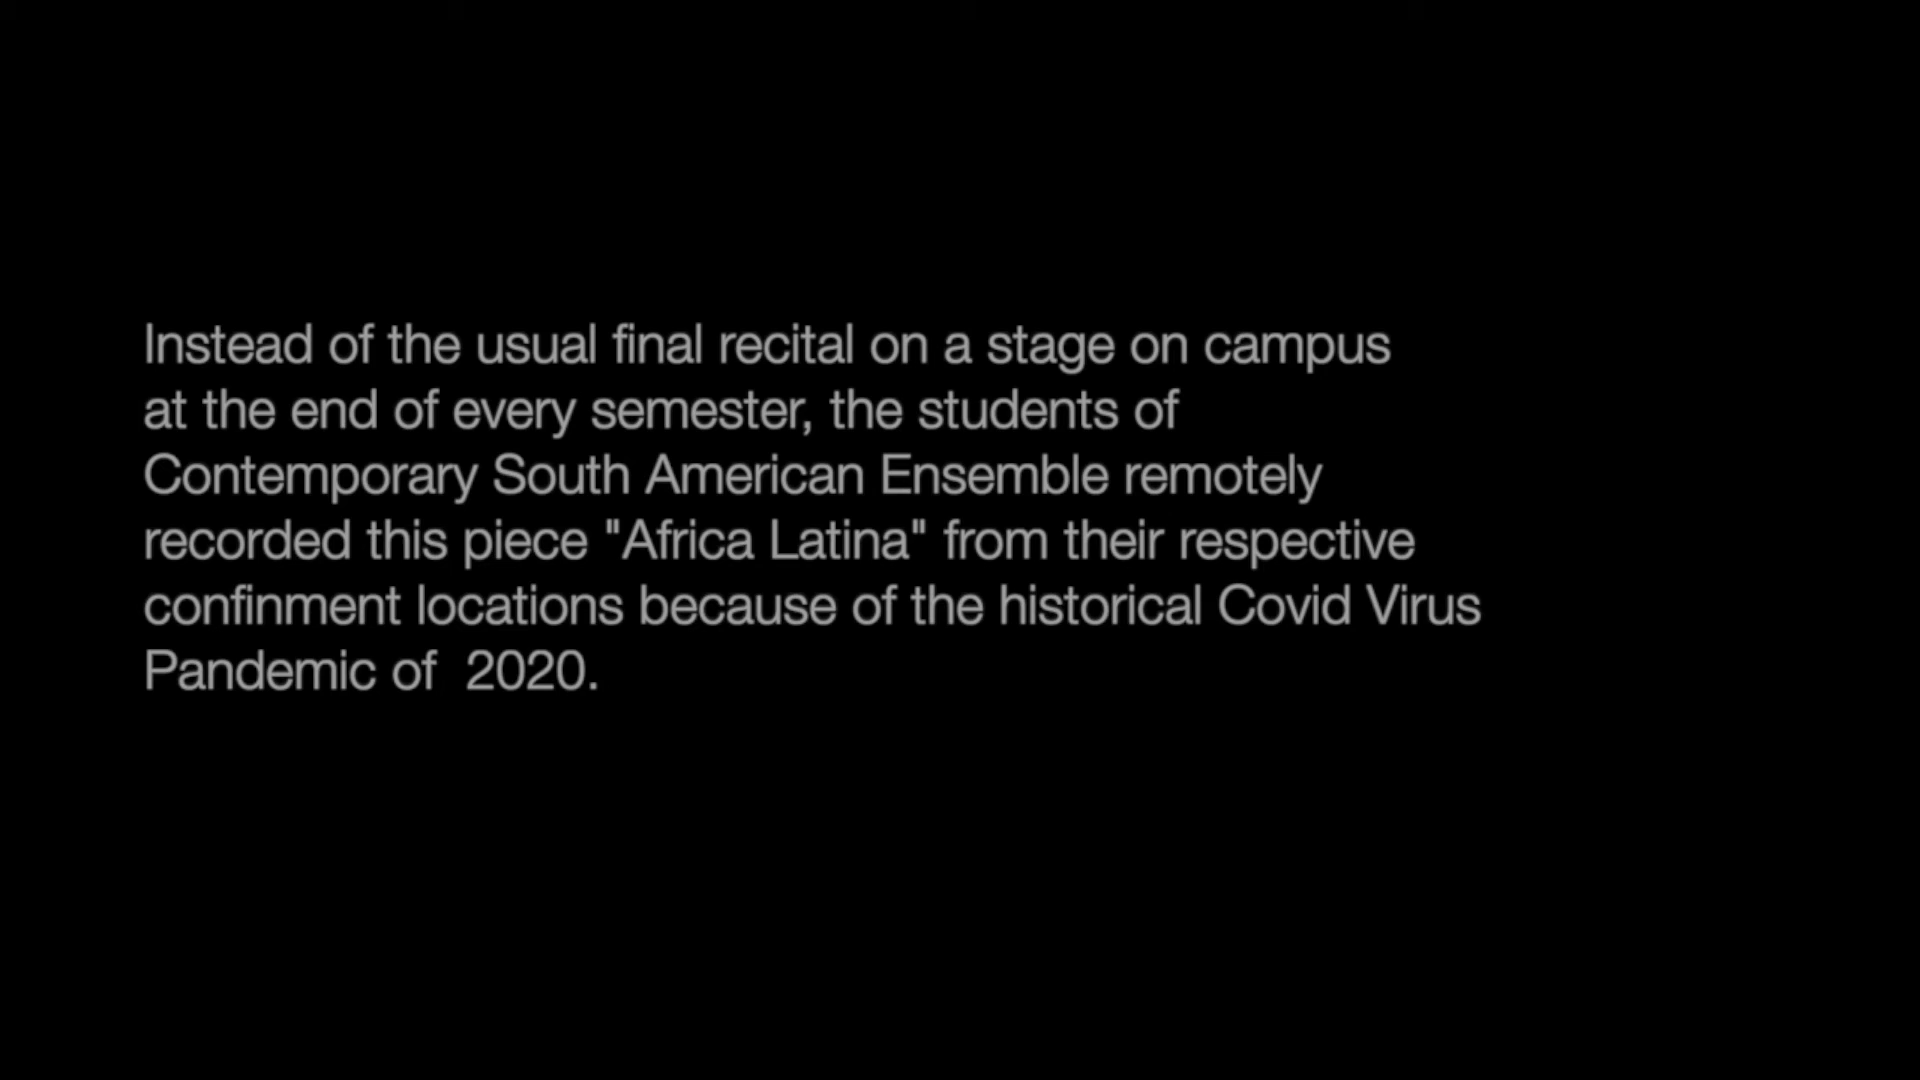 Instead of the usual final recital on a stage on campus
at the end of every semester, the students of
Contemporary South American Ensemble remotely
recorded this piece "Africa Latina" from their respective
confinment locations because of the historical Covid Virus
Pandemic of  2020.